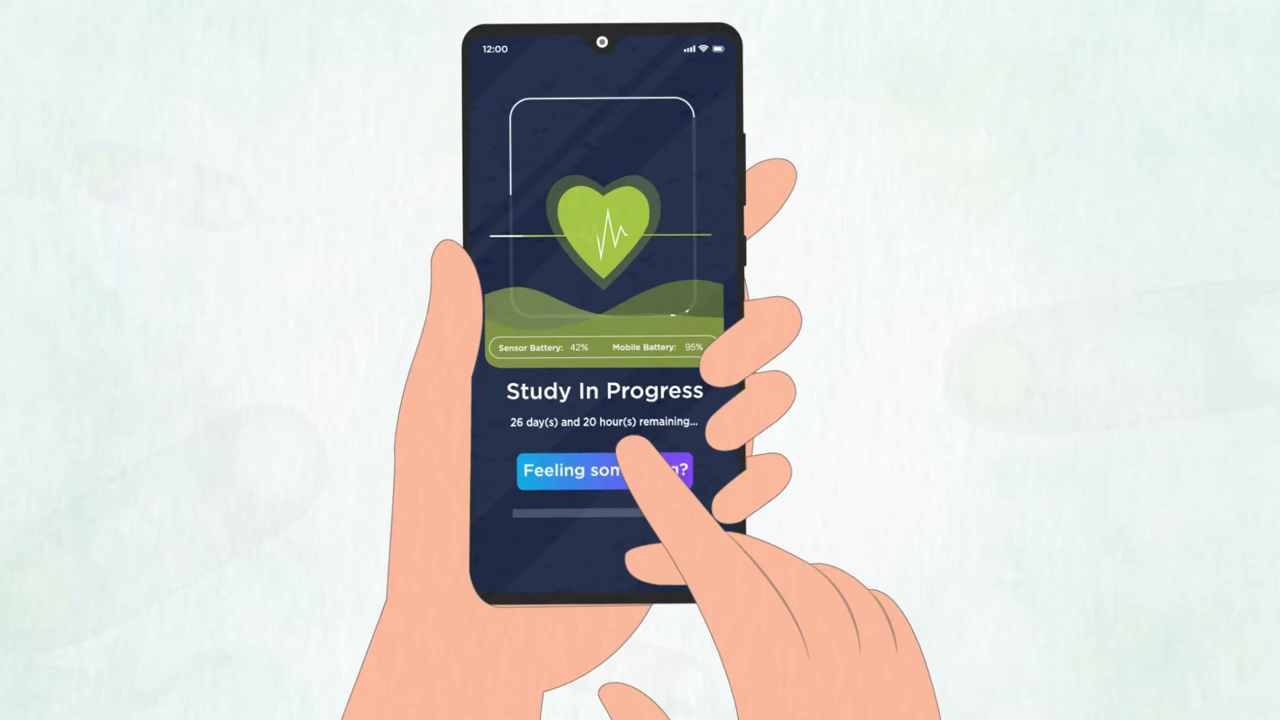 12:00
Sensor Battery: 42% Mobile Battery: 95%
Study In Progress
26 day(s) and 20 hour(s) remaining...
Feeling